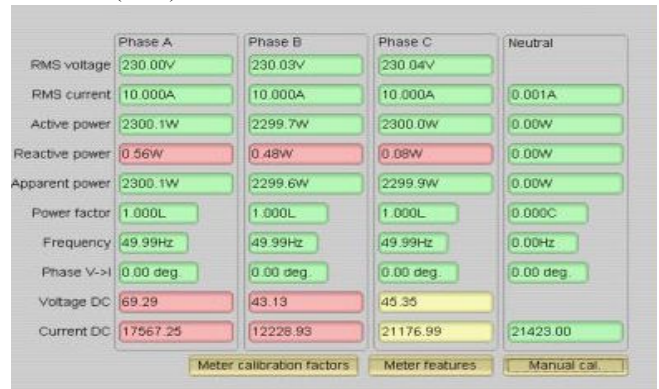 Phase A Phase B Phase C Neutral
RMS voltage 230.00V 230.03V 230.04V
RMS current 10.000A 10.000A 10.000A 0.001A
Active power 2300.1W 2299.7W 2300.0W 0.00W
Reactive power 0.56W 0.48W 0.08W 0.00W
Apparent power 2300.1W 2299.6W 2299.9W 0.00W
Power factor 1.000L 1.000L 1.000L 0.000C
Frequency 49.99Hz 49.99Hz 49.99Hz 0.00Hz
Phase V->I 0.00 deg. 0.00 deg. 0.00 deg. 0.00 deg.
Voltage DC 69.29 43.13 45.35
Current DC 17567.25 12228.93 21176.99 21423.00
Meter calibration factors Meter features Manual cal.